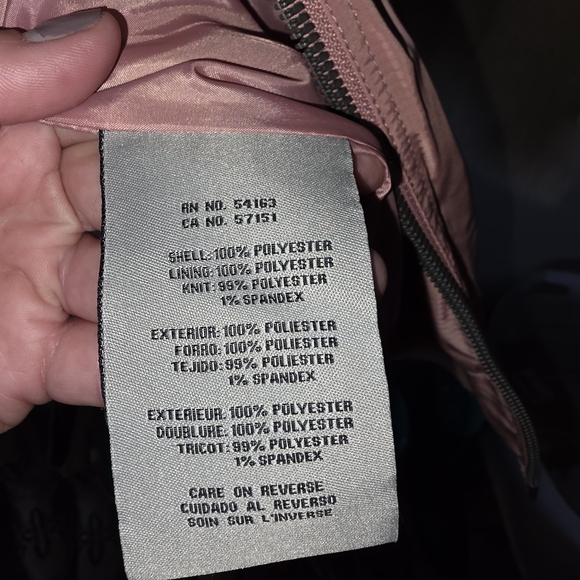 RN NO. 54163
CA NO. 57151
SHELL: 100% POLYESTER
LINING: 100% POLYESTER
KNIT: 99% POLYESTER
1% SPANDEX
EXTERIOR: 100% POLIESTER
FORRO: 100% POLIESTER
TEJIDO: 99% POLIESTER
1% SPANDEX
EXTERIEUR: 100% POLYESTER
DOUBLURE: 100% POLYESTER
TRICOT: 99% POLYESTER
1% SPANDEX
CARE ON REVERSE
CUIDADO AL REVERSO
SOIN SUR L'INVERSE